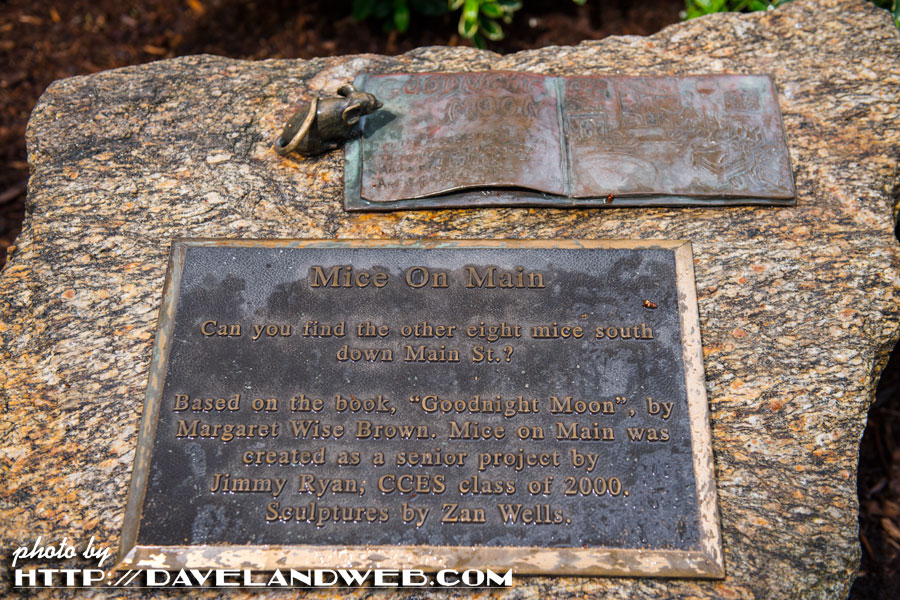 GOODNIGHT
MOON
Mice On Main
Can you find the other eight mice south
down Main St.?
Based on the book, “Goodnight Moon”, by
Margaret Wise Brown. Mice on Main was
created as a senior project by
Jimmy Ryan, CCES class of 2000.
Sculptures by Zan Wells.
photo by
HTTP://DAVELANDWEB.COM